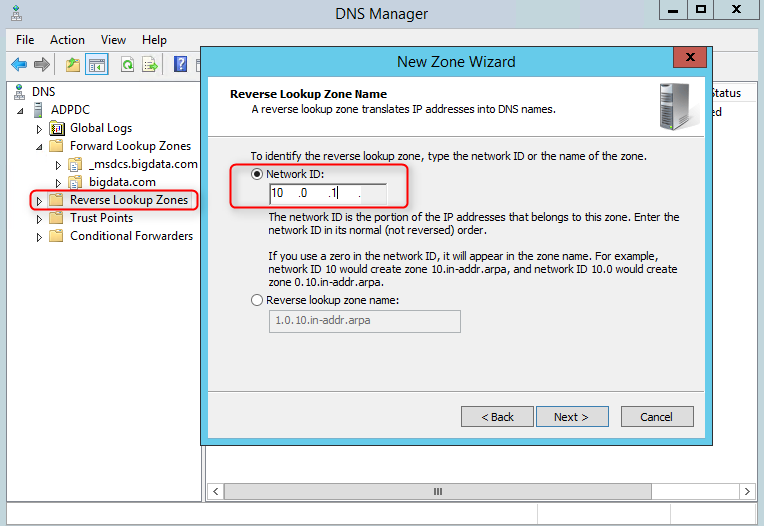 DNS Manager
File Action View Help
New Zone Wizard
DNS
ADPDC
Global Logs
Forward Lookup Zones
_msdcs.bigdata.com
bigdata.com
Reverse Lookup Zones
Trust Points
Conditional Forwarders
Status
ed
Reverse Lookup Zone Name
A reverse lookup zone translates IP addresses into DNS names.
To identify the reverse lookup zone, type the network ID or the name of the zone.
Network ID:
10 .0 .1 .
The network ID is the portion of the IP addresses that belongs to this zone. Enter the
network ID in its normal (not reversed) order.
If you use a zero in the network ID, it will appear in the zone name. For example,
network ID 10 would create zone 10.in-addr.arpa, and network ID 10.0 would create
zone 0.10.in-addr.arpa.
Reverse lookup zone name:
1.0.10.in-addr.arpa
< Back Next > Cancel